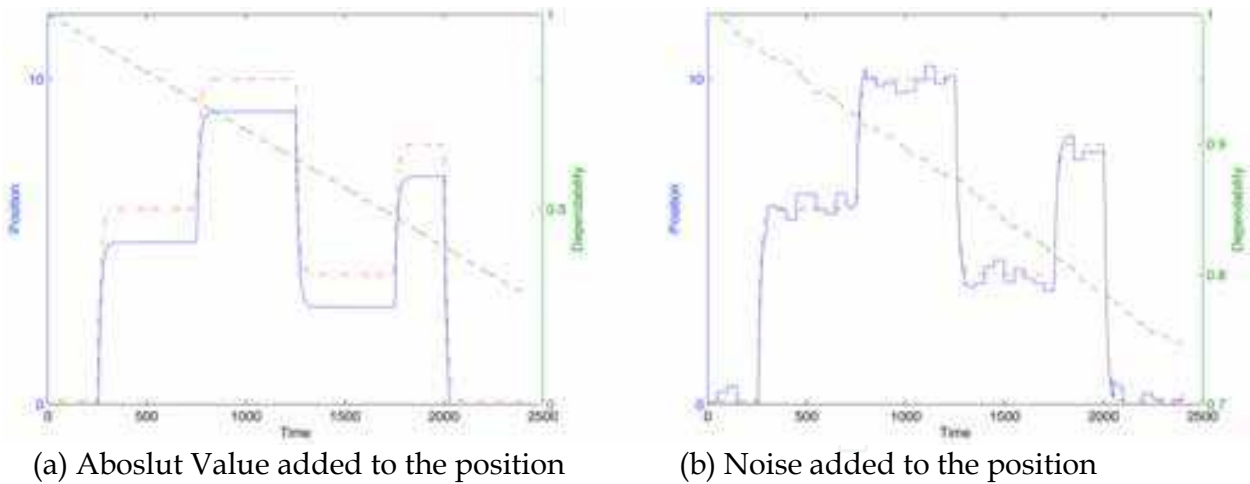 1
1
10
10
0.9
Position
0.5
Dependability
Position
Dependability
0.8
0
0
0
0.7
0 500 1000 1500 2000 2500
0 500 1000 1500 2000 2500
Time
Time
(a) Aboslut Value added to the position
(b) Noise added to the position